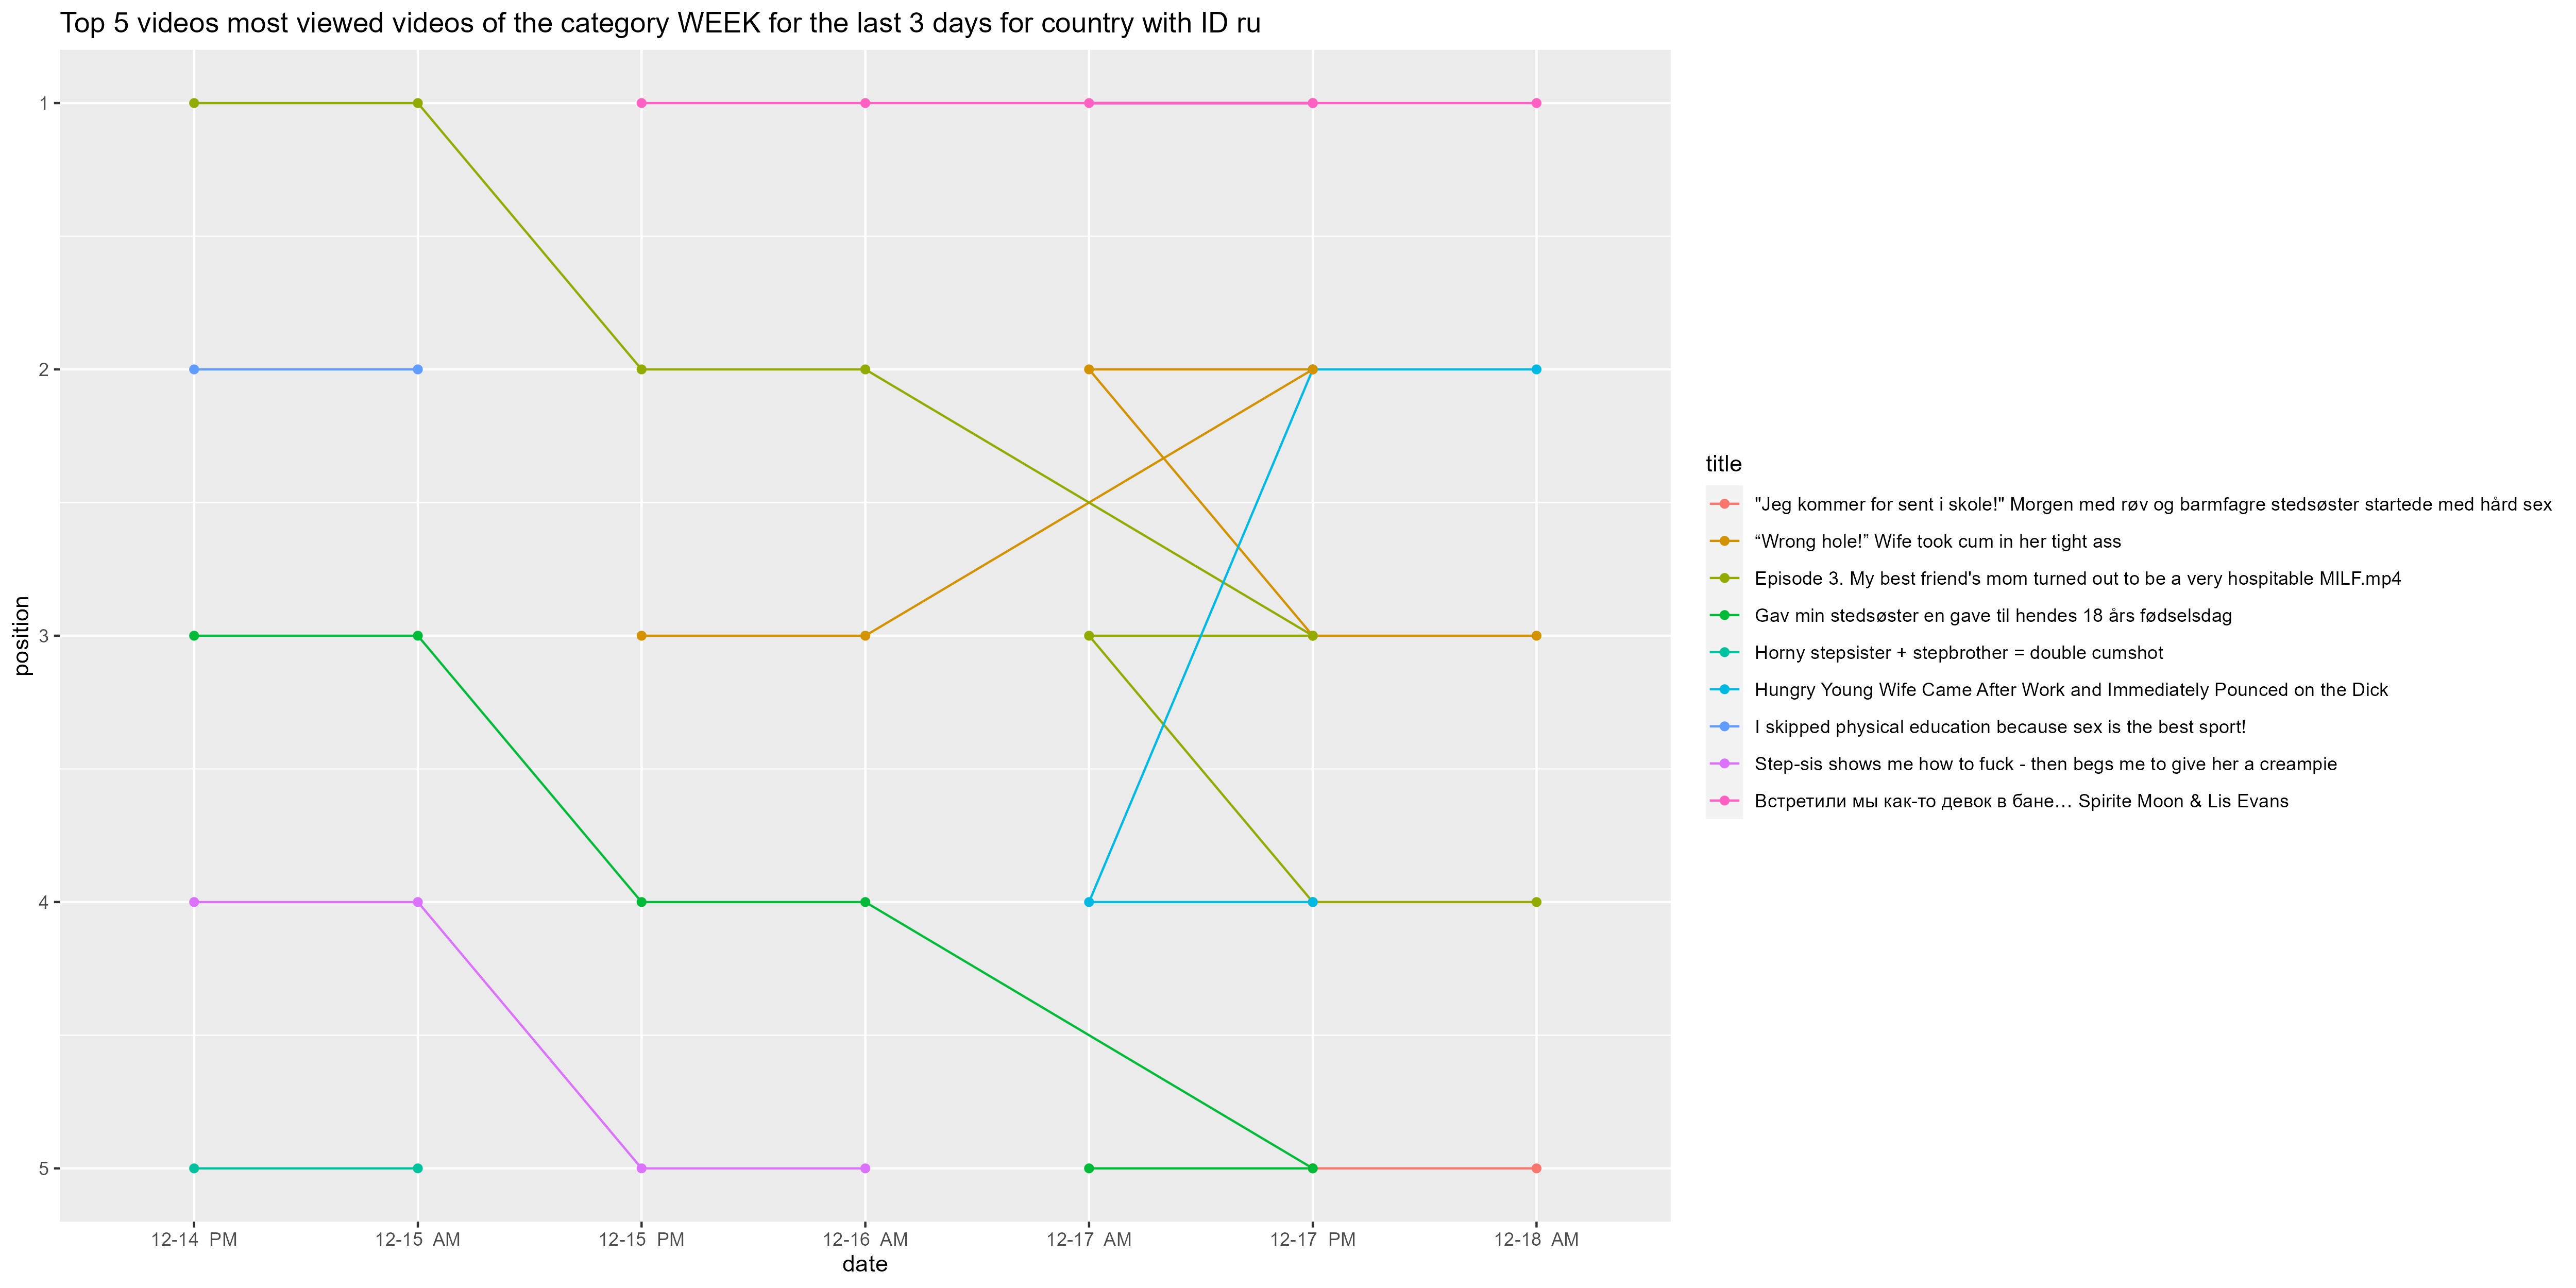 Top 5 videos most viewed videos of the category WEEK for the last 3 days for country with ID ru
position
1
2
3
4
5
12-14 PM
12-15 AM
12-15 PM
12-16 AM
12-17 AM
12-17 PM
12-18 AM
date
title
"Jeg kommer for sent i skole!" Morgen med røv og barmfagre stedsøster startede med hård sex
“Wrong hole!” Wife took cum in her tight ass
Episode 3. My best friend's mom turned out to be a very hospitable MILF.mp4
Gav min stedsøster en gave til hendes 18 års fødselsdag
Horny stepsister + stepbrother = double cumshot
Hungry Young Wife Came After Work and Immediately Pounced on the Dick
I skipped physical education because sex is the best sport!
Step-sis shows me how to fuck - then begs me to give her a creampie
Встретили мы как-то девок в бане… Spirite Moon & Lis Evans